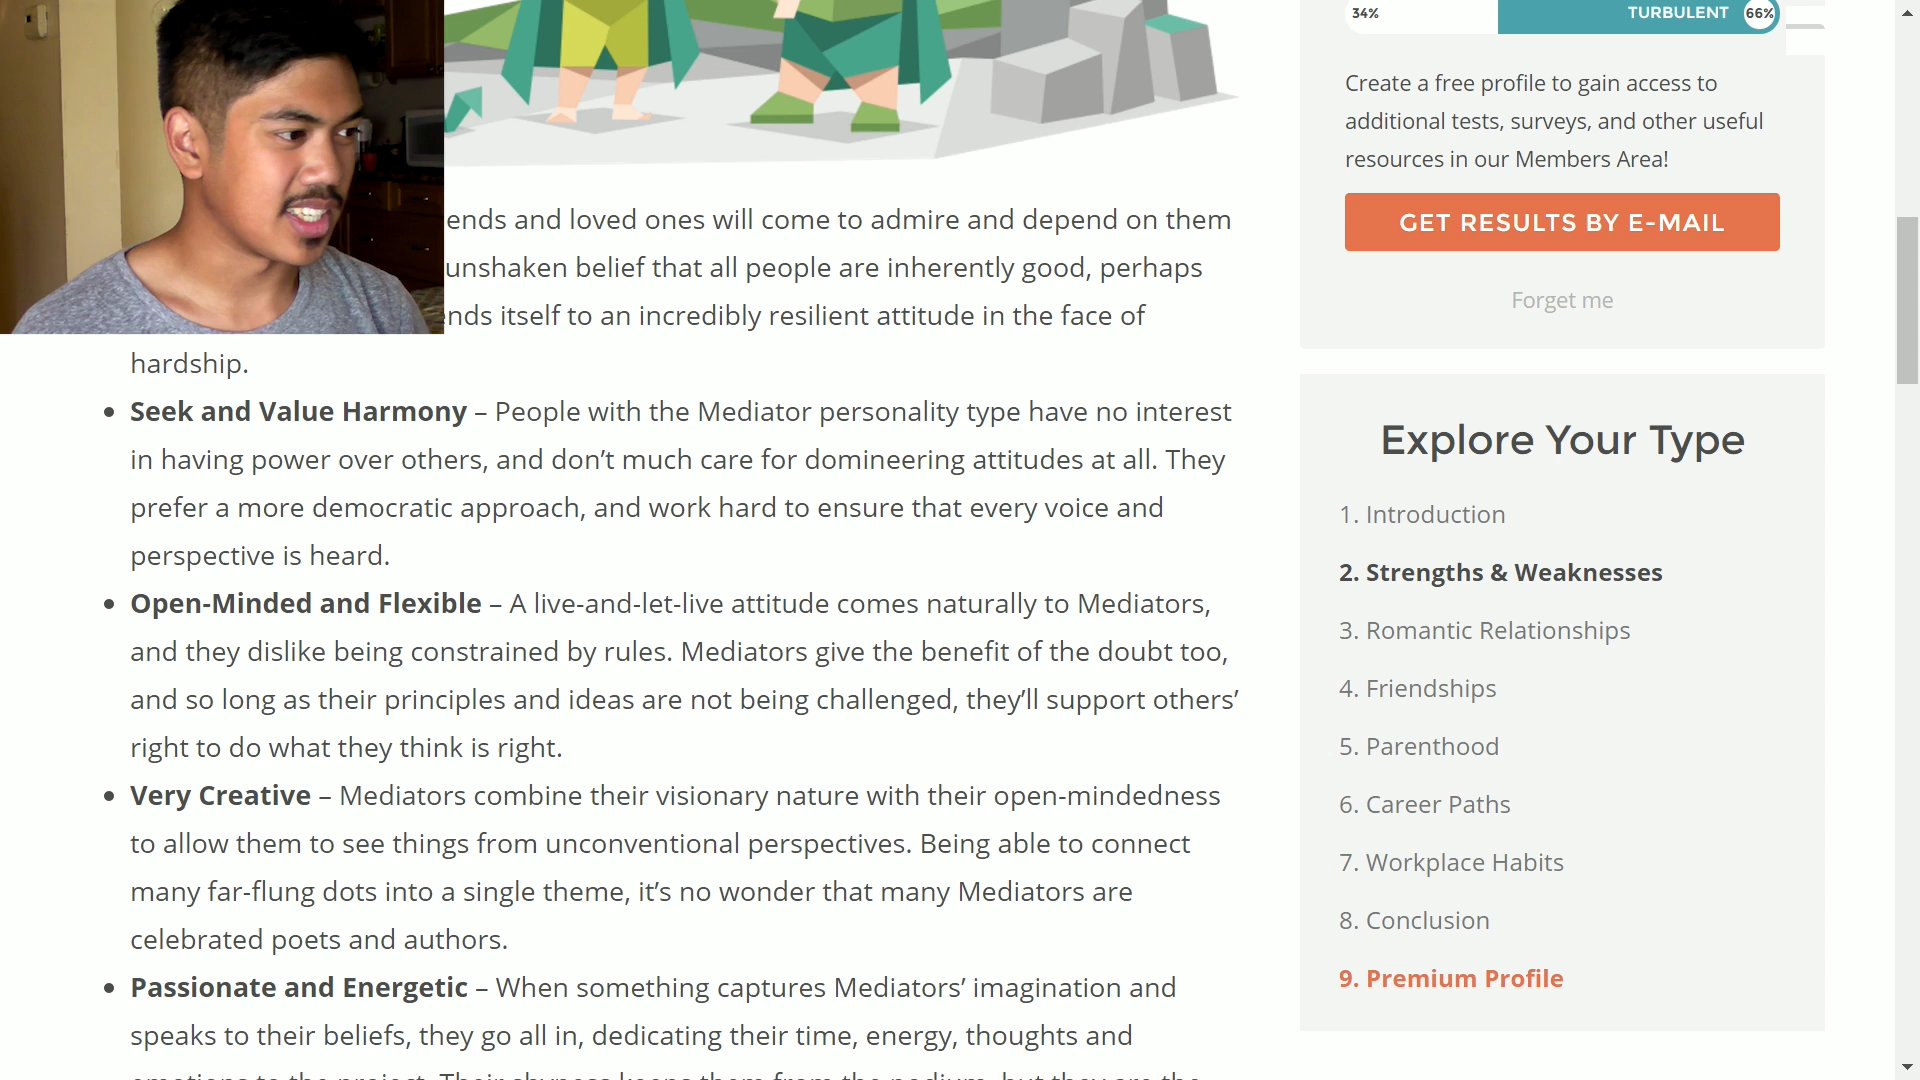 ends and loved ones will come to admire and depend on them
unshaken belief that all people are inherently good, perhaps
nds itself to an incredibly resilient attitude in the face of
hardship.
• Seek and Value Harmony – People with the Mediator personality type have no interest
in having power over others, and don’t much care for domineering attitudes at all. They
prefer a more democratic approach, and work hard to ensure that every voice and
perspective is heard.
• Open-Minded and Flexible – A live-and-let-live attitude comes naturally to Mediators,
and they dislike being constrained by rules. Mediators give the benefit of the doubt too,
and so long as their principles and ideas are not being challenged, they’ll support others’
right to do what they think is right.
• Very Creative – Mediators combine their visionary nature with their open-mindedness
to allow them to see things from unconventional perspectives. Being able to connect
many far-flung dots into a single theme, it’s no wonder that many Mediators are
celebrated poets and authors.
• Passionate and Energetic – When something captures Mediators’ imagination and
speaks to their beliefs, they go all in, dedicating their time, energy, thoughts and
34% TURBULENT 66%
Create a free profile to gain access to
additional tests, surveys, and other useful
resources in our Members Area!
GET RESULTS BY E-MAIL
Forget me
Explore Your Type
1. Introduction
2. Strengths & Weaknesses
3. Romantic Relationships
4. Friendships
5. Parenthood
6. Career Paths
7. Workplace Habits
8. Conclusion
9. Premium Profile